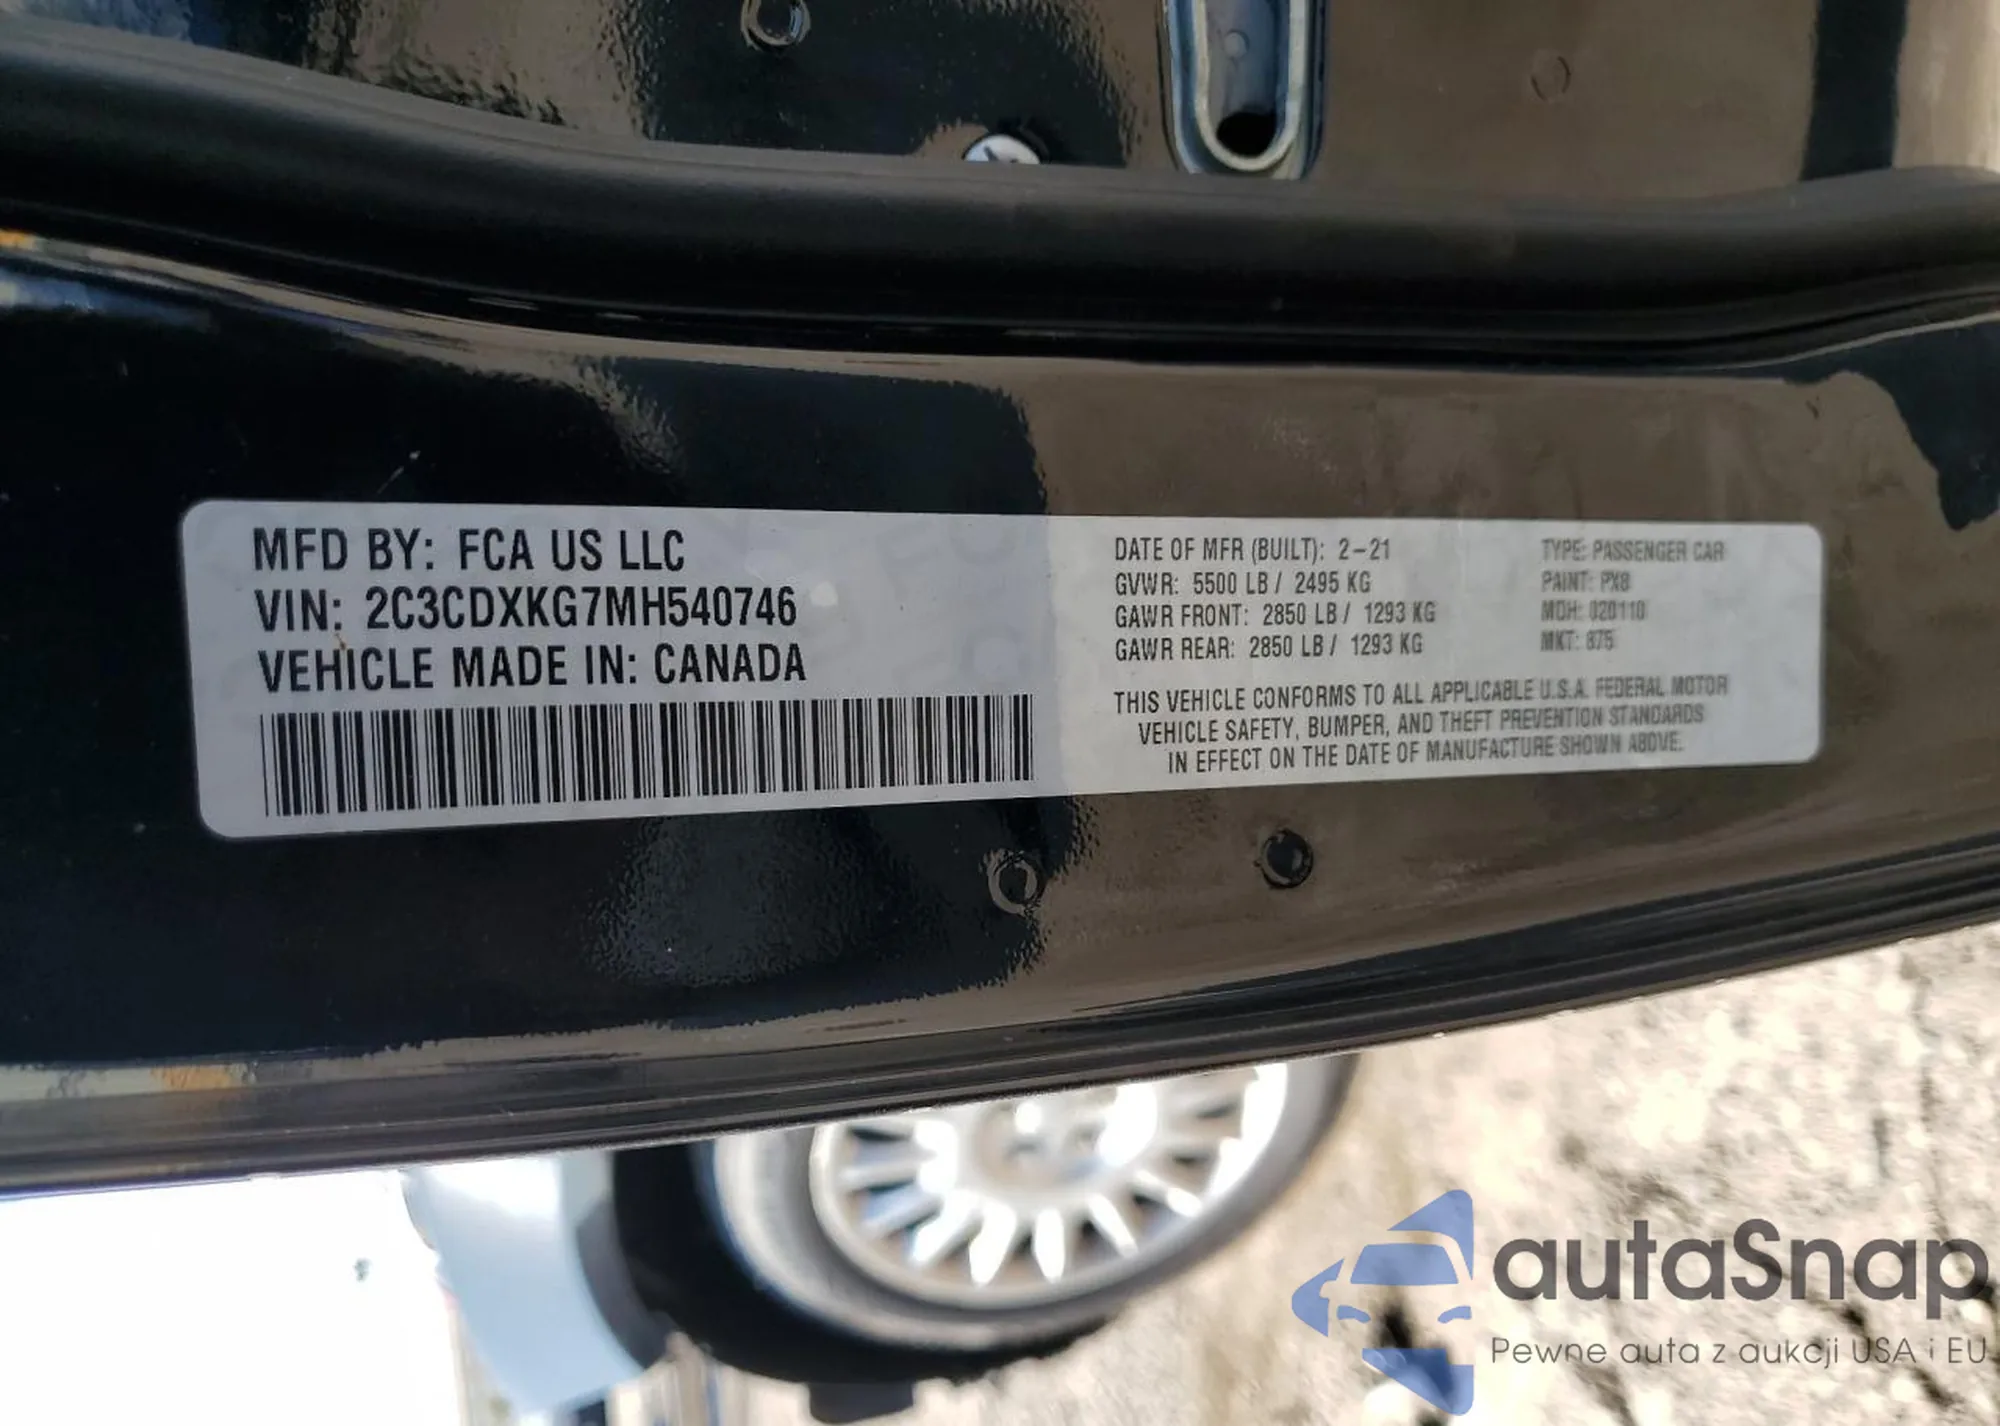 MFD BY: FCA US LLC
VIN: 2C3CDXKG7MH540746
VEHICLE MADE IN: CANADA
DATE OF MFR (BUILT): 2-21
GVWR: 5500 LB / 2495 KG
GAWR FRONT: 2850 LB / 1293 KG
GAWR REAR: 2850 LB / 1293 KG
TYPE: PASSENGER CAR
PAINT: PX8
MDH: 020110
MKT: 875
THIS VEHICLE CONFORMS TO ALL APPLICABLE U.S.A. FEDERAL MOTOR
VEHICLE SAFETY, BUMPER, AND THEFT PREVENTION STANDARDS
IN EFFECT ON THE DATE OF MANUFACTURE SHOWN ABOVE.
autaSnap
Pewne auta z aukcji USA i EU